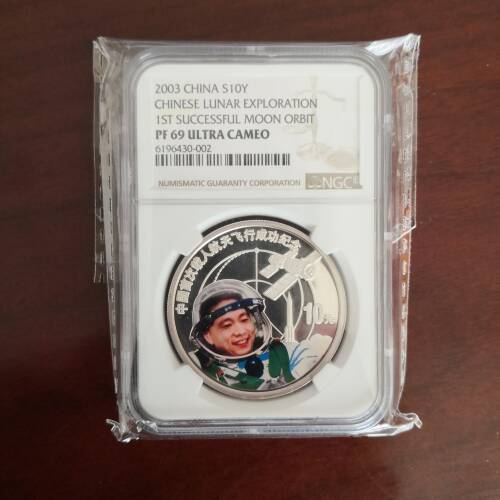 2003 CHINA S10Y
CHINESE LUNAR EXPLORATION
1ST SUCCESSFUL MOON ORBIT
PF 69 ULTRA CAMEO
6196430-002
NUMISMATIC GUARANTY CORPORATION
NGC
中国首次载人航天飞行成功纪念
10元